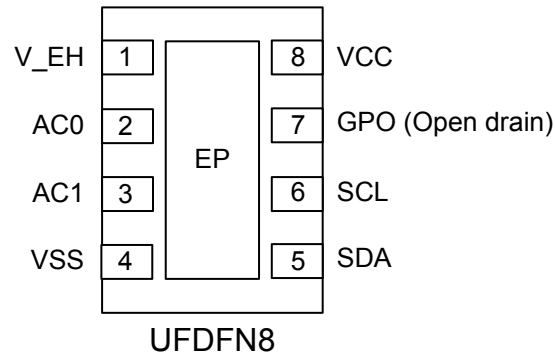 V_EH 1 8 VCC
AC0 2 7 GPO (Open drain)
EP
AC1 3 6 SCL
VSS 4 5 SDA
UFDFN8